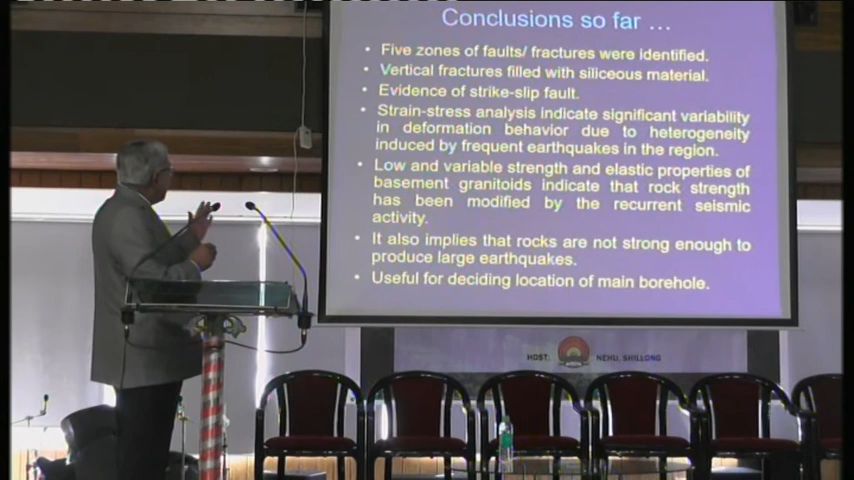 Conclusions so far ...
• Five zones of faults/ fractures were identified.
• Vertical fractures filled with siliceous material.
• Evidence of strike-slip fault.
• Strain-stress analysis indicate significant variability
in deformation behavior due to heterogeneity
induced by frequent earthquakes in the region.
• Low and variable strength and elastic properties of
basement granitoids indicate that rock strength
has been modified by the recurrent seismic
activity.
• It also implies that rocks are not strong enough to
produce large earthquakes.
• Useful for deciding location of main borehole.
HOST: NEHU, SHILLONG